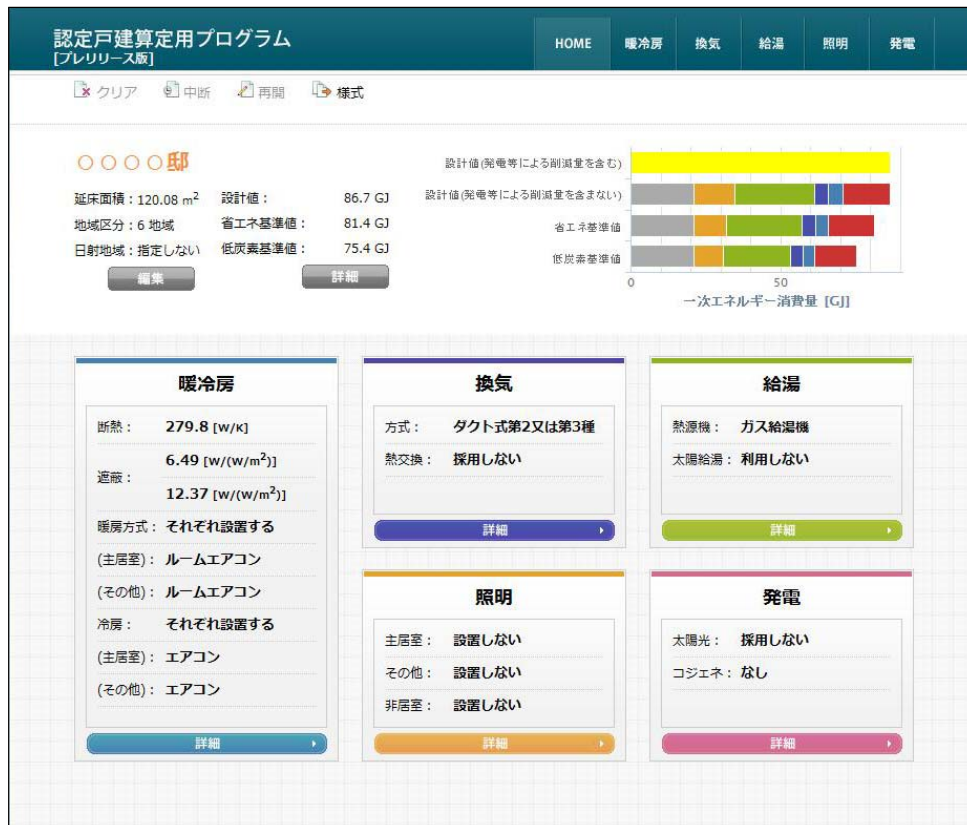 認定戸建算定用プログラム
[プレリリース版]
HOME 暖冷房 換気 給湯 照明 発電
クリア 中断 再開 様式
○○○○邸
延床面積：120.08 m² 設計値： 86.7 GJ
地域区分：6 地域 省エネ基準値： 81.4 GJ
日射地域：指定しない 低炭素基準値： 75.4 GJ
編集 詳細
設計値(発電等による削減量を含む)
設計値(発電等による削減量を含まない)
省エネ基準値
低炭素基準値
0 50
一次エネルギー消費量 [GJ]
暖冷房
断熱： 279.8 [W/K]
遮蔽： 6.49 [W/(W/m²)]
12.37 [W/(W/m²)]
暖房方式： それぞれ設置する
(主居室)： ルームエアコン
(その他)： ルームエアコン
冷房： それぞれ設置する
(主居室)： エアコン
(その他)： エアコン
詳細
換気
方式： ダクト式第2又は第3種
熱交換： 採用しない
詳細
給湯
熱源機： ガス給湯機
太陽給湯： 利用しない
詳細
照明
主居室： 設置しない
その他： 設置しない
非居室： 設置しない
詳細
発電
太陽光： 採用しない
コジェネ： なし
詳細